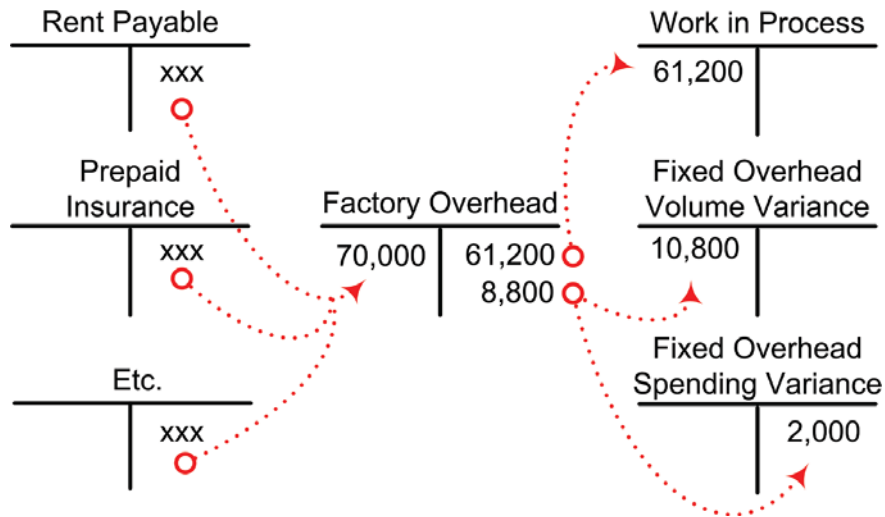 Rent Payable
xxx
Prepaid
Insurance
xxx
Etc.
xxx
Factory Overhead
70,000 61,200
8,800
Work in Process
61,200
Fixed Overhead
Volume Variance
10,800
Fixed Overhead
Spending Variance
2,000